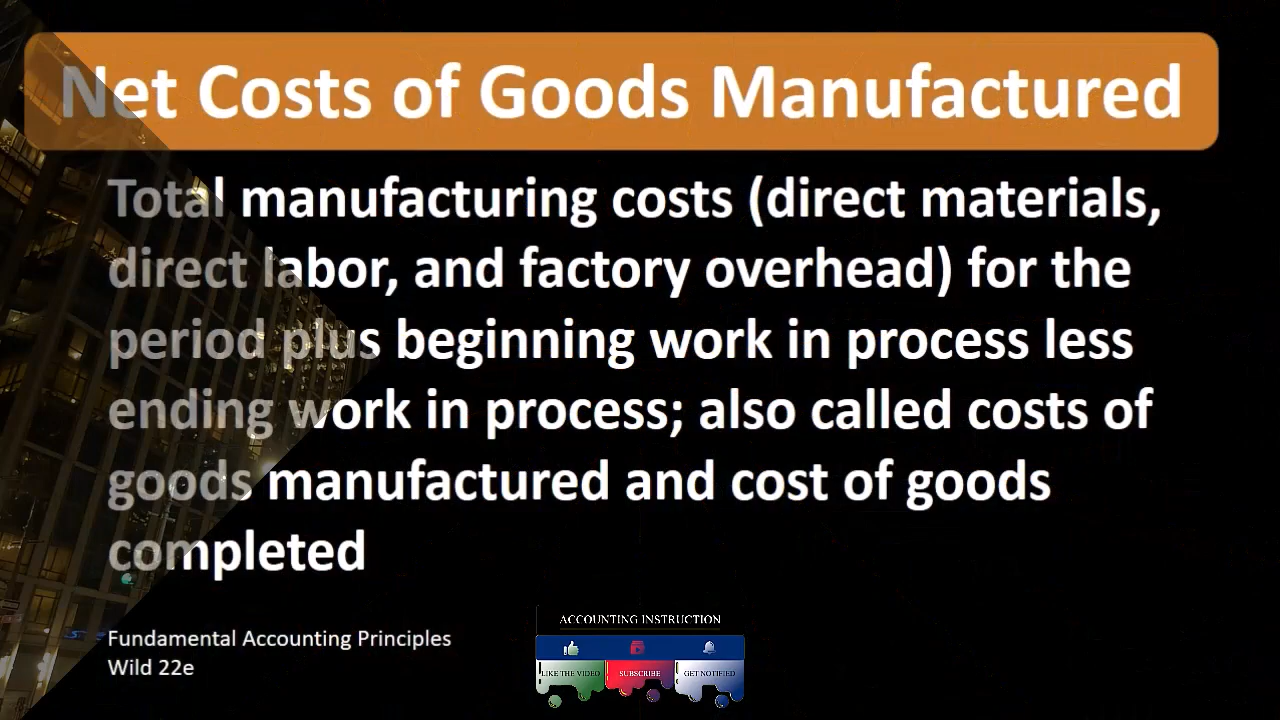 Net Costs of Goods Manufactured
Total manufacturing costs (direct materials,
direct labor, and factory overhead) for the
period plus beginning work in process less
ending work in process; also called costs of
goods manufactured and cost of goods
completed
Fundamental Accounting Principles
Wild 22e
ACCOUNTING INSTRUCTION
LIKE THE VIDEO
SUBSCRIBE
GET NOTIFIED